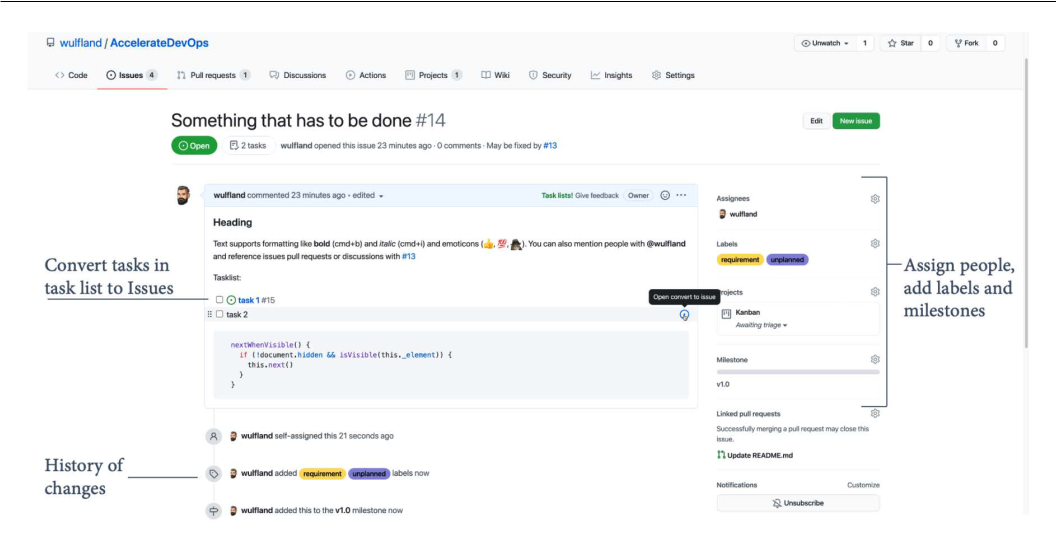 wulfland / AccelerateDevOps
Unwatch 1 Star 0 Fork 0
Code Issues 4 Pull requests 1 Discussions Actions Projects 1 Wiki Security Insights Settings
Something that has to be done #14
Edit New issue
Open 2 tasks wulfland opened this issue 23 minutes ago · 0 comments · May be fixed by #13
wulfland commented 23 minutes ago • edited
Task lists! Give feedback Owner ···
Heading
Text supports formatting like bold (cmd+b) and italic (cmd+i) and emoticons (👍, 💯, 🕵). You can also mention people with @wulfland
and reference issues pull requests or discussions with #13
Tasklist:
task 1 #15
Open convert to issue
task 2
nextWhenVisible() {
if (!document.hidden && isVisible(this._element)) {
this.next()
}
}
wulfland self-assigned this 21 seconds ago
wulfland added requirement unplanned labels now
wulfland added this to the v1.0 milestone now
Assignees
wulfland
Labels
requirement unplanned
Projects
Kanban
Awaiting triage
Milestone
v1.0
Linked pull requests
Successfully merging a pull request may close this
issue.
Update README.md
Notifications Customize
Unsubscribe
Convert tasks in
task list to Issues
History of
changes
Assign people,
add labels and
milestones